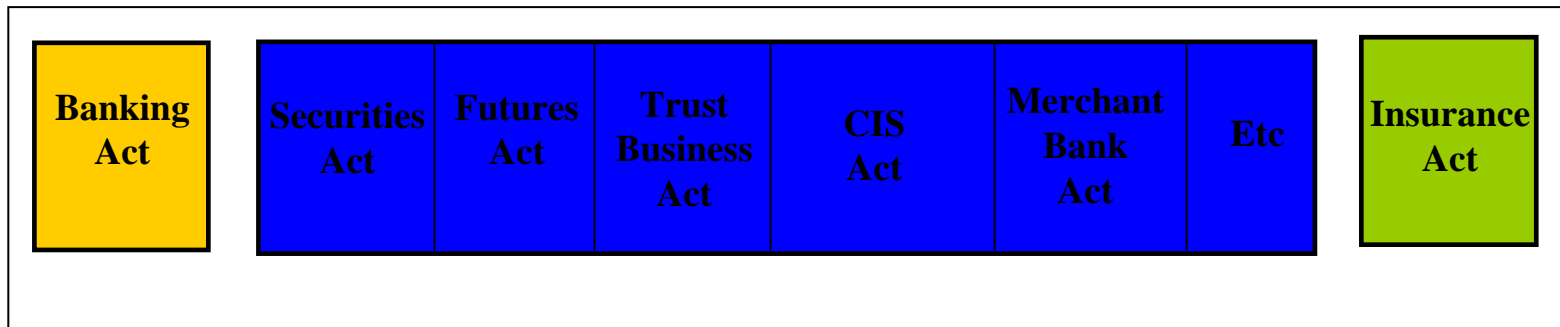 Banking
Act
Securities
Act
Futures
Act
Trust
Business
Act
CIS
Act
Merchant
Bank
Act
Etc
Insurance
Act